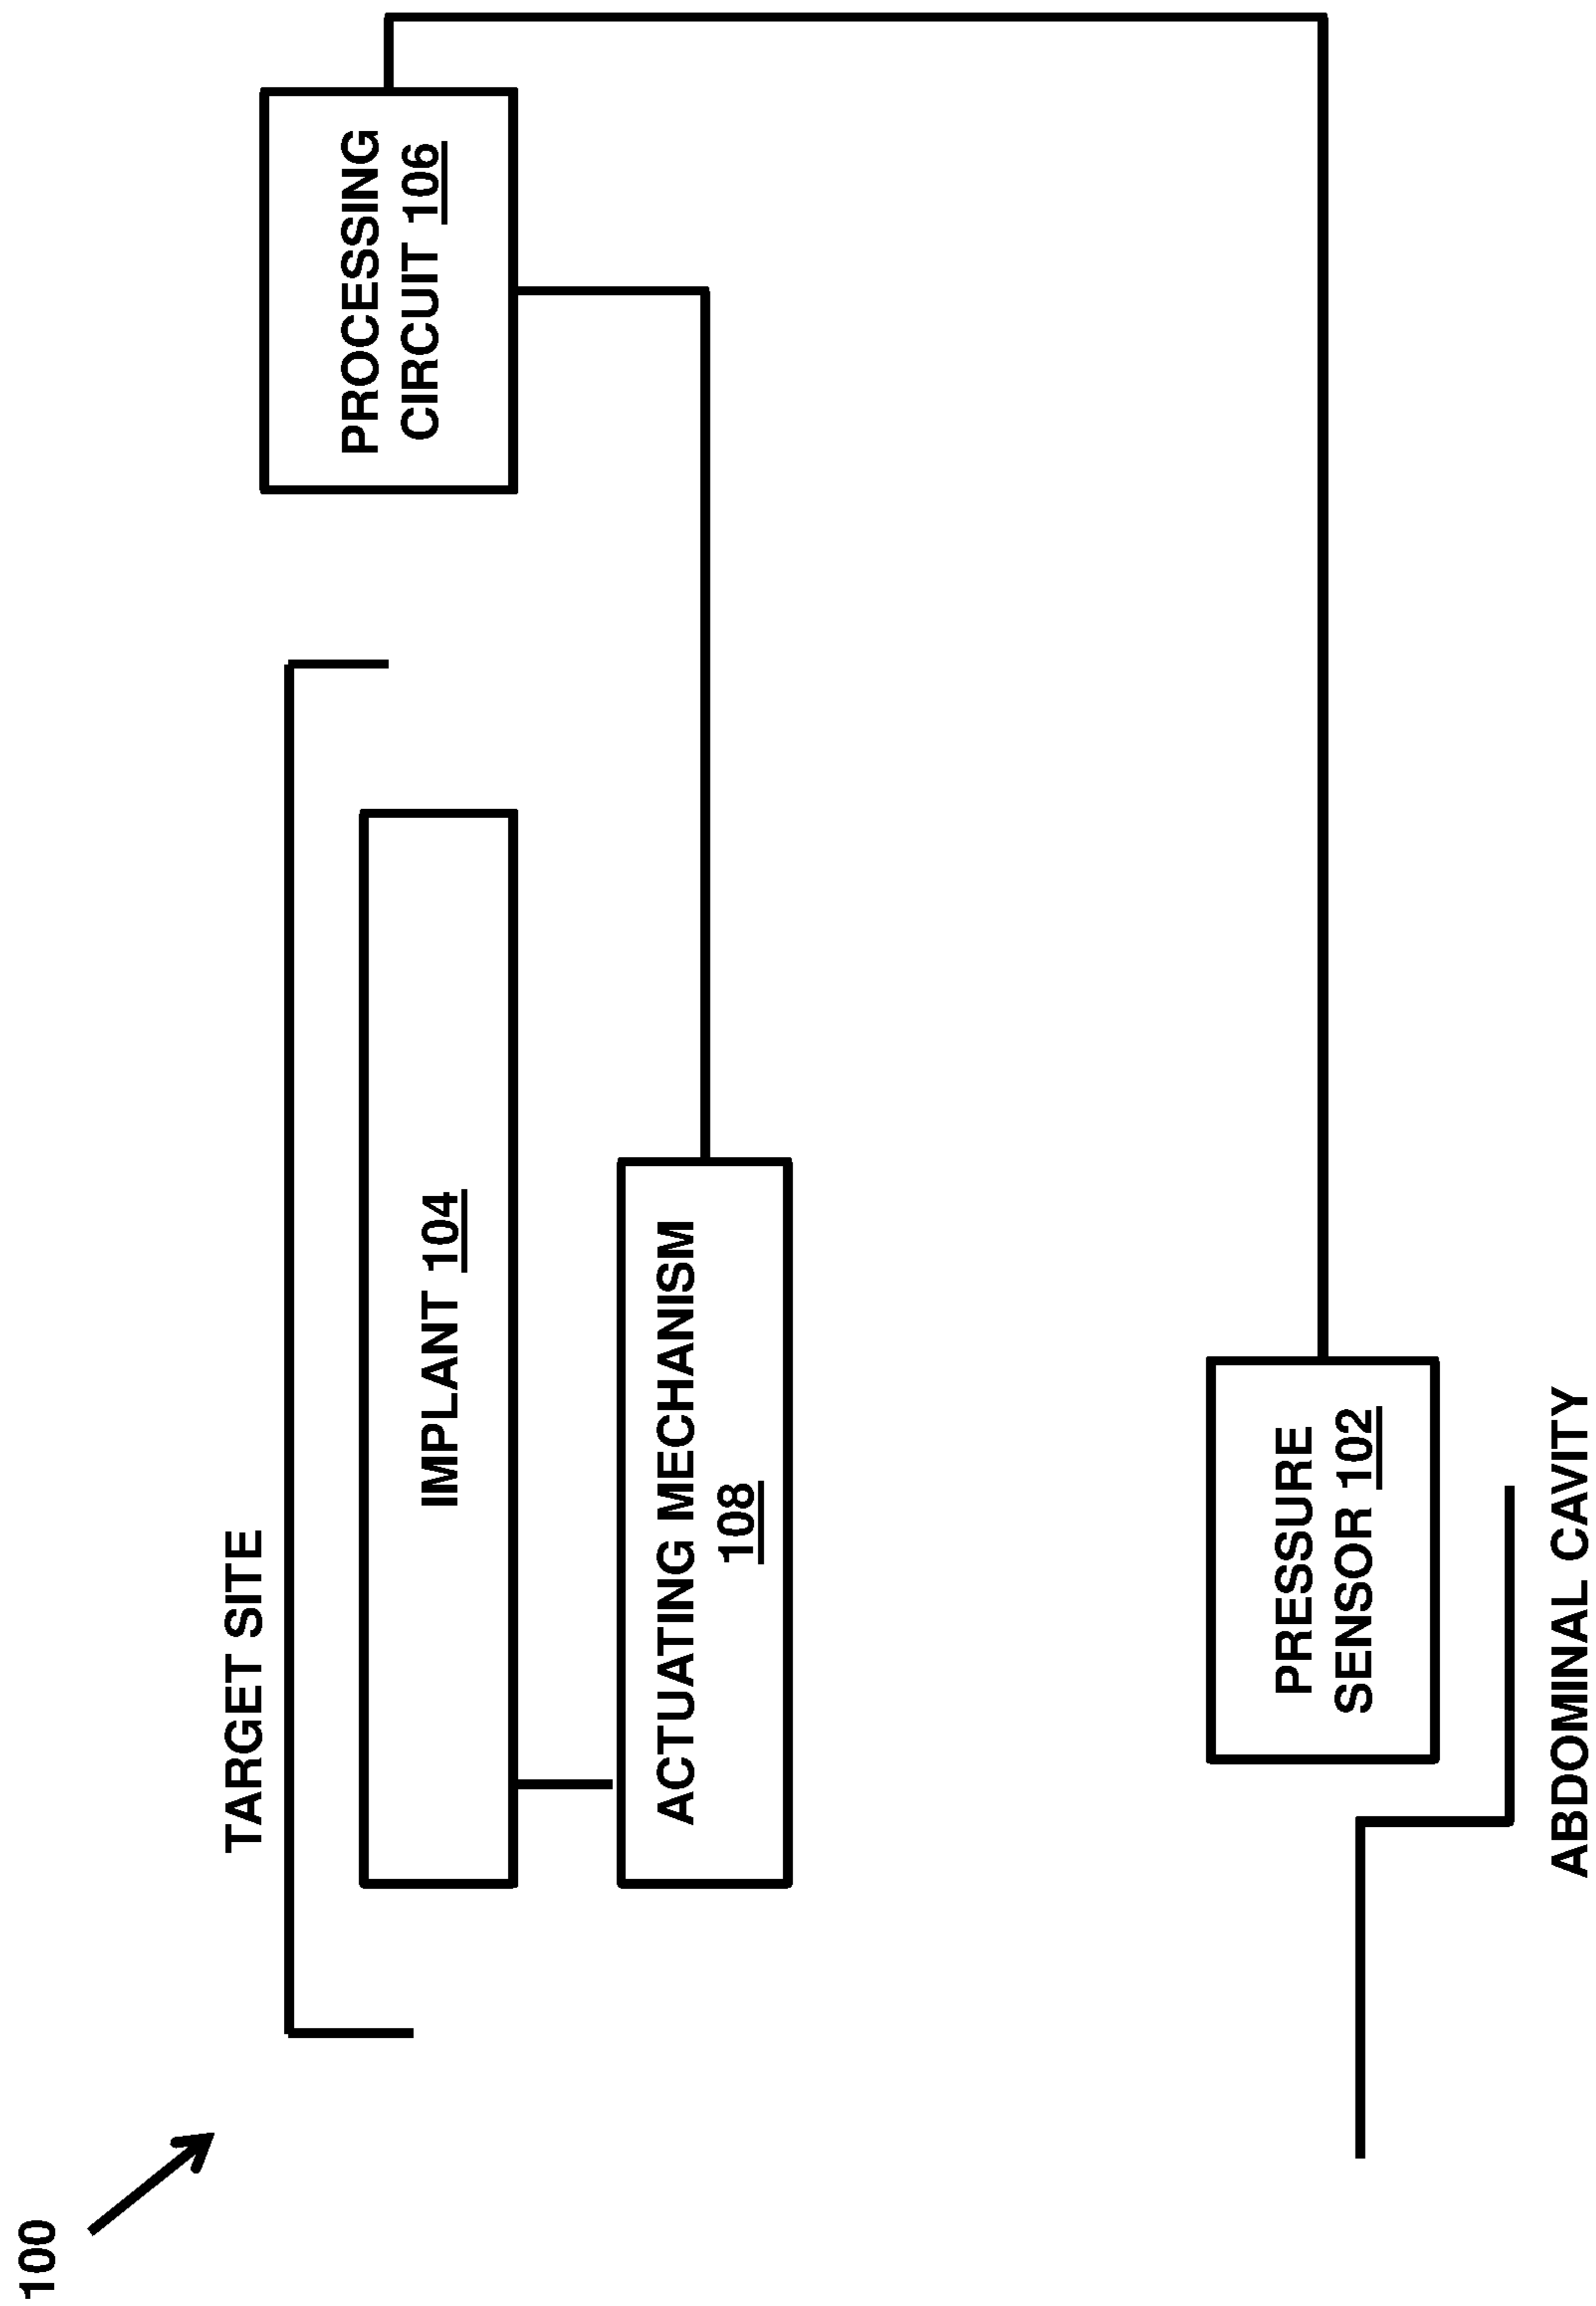 100
TARGET SITE
IMPLANT 104
ACTUATING MECHANISM
108
PROCESSING
CIRCUIT 106
PRESSURE
SENSOR 102
ABDOMINAL CAVITY